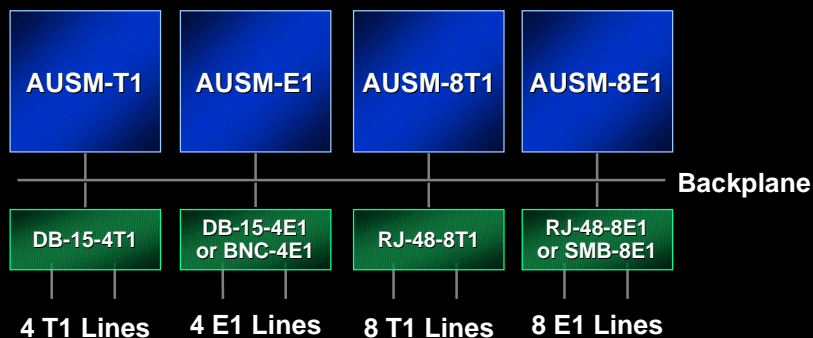 AUSM-T1
AUSM-E1
AUSM-8T1
AUSM-8E1
Backplane
DB-15-4T1
DB-15-4E1
or BNC-4E1
RJ-48-8T1
RJ-48-8E1
or SMB-8E1
4 T1 Lines
4 E1 Lines
8 T1 Lines
8 E1 Lines